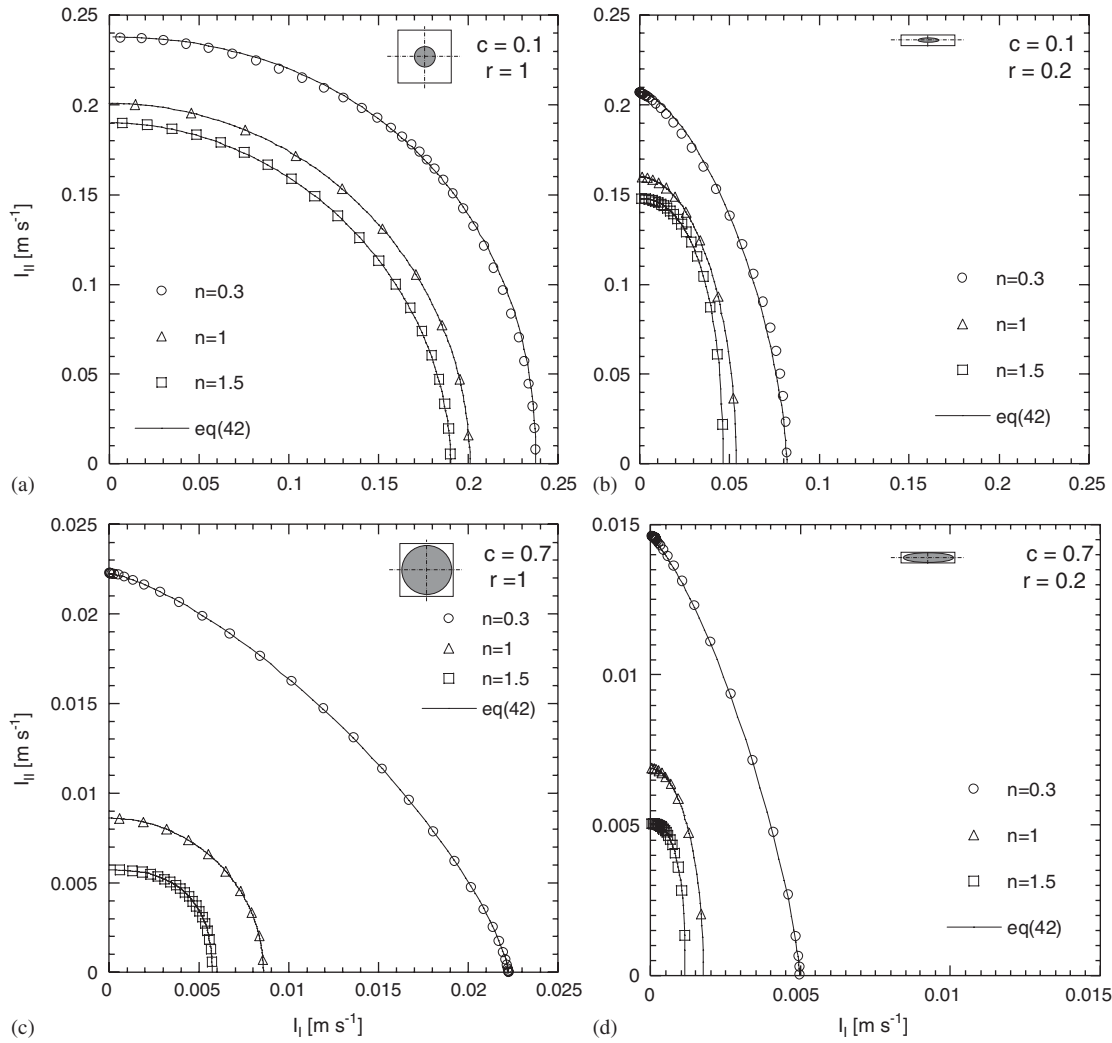 0.25
0.2
0.15
0.1
0.05
0
I_II [m s⁻¹]
c = 0.1
r = 1
n=0.3
n=1
n=1.5
eq(42)
0 0.05 0.1 0.15 0.2 0.25
(a)
0.25
0.2
0.15
0.1
0.05
0
c = 0.1
r = 0.2
n=0.3
n=1
n=1.5
eq(42)
0 0.05 0.1 0.15 0.2 0.25
(b)
0.025
0.02
0.015
0.01
0.005
0
I_II [m s⁻¹]
c = 0.7
r =1
n=0.3
n=1
n=1.5
eq(42)
0 0.005 0.01 0.015 0.02 0.025
(c)
I_I [m s⁻¹]
0.015
0.01
0.005
0
c = 0.7
r = 0.2
n=0.3
n=1
n=1.5
eq(42)
0 0.005 0.01 0.015
(d)
I_I [m s⁻¹]